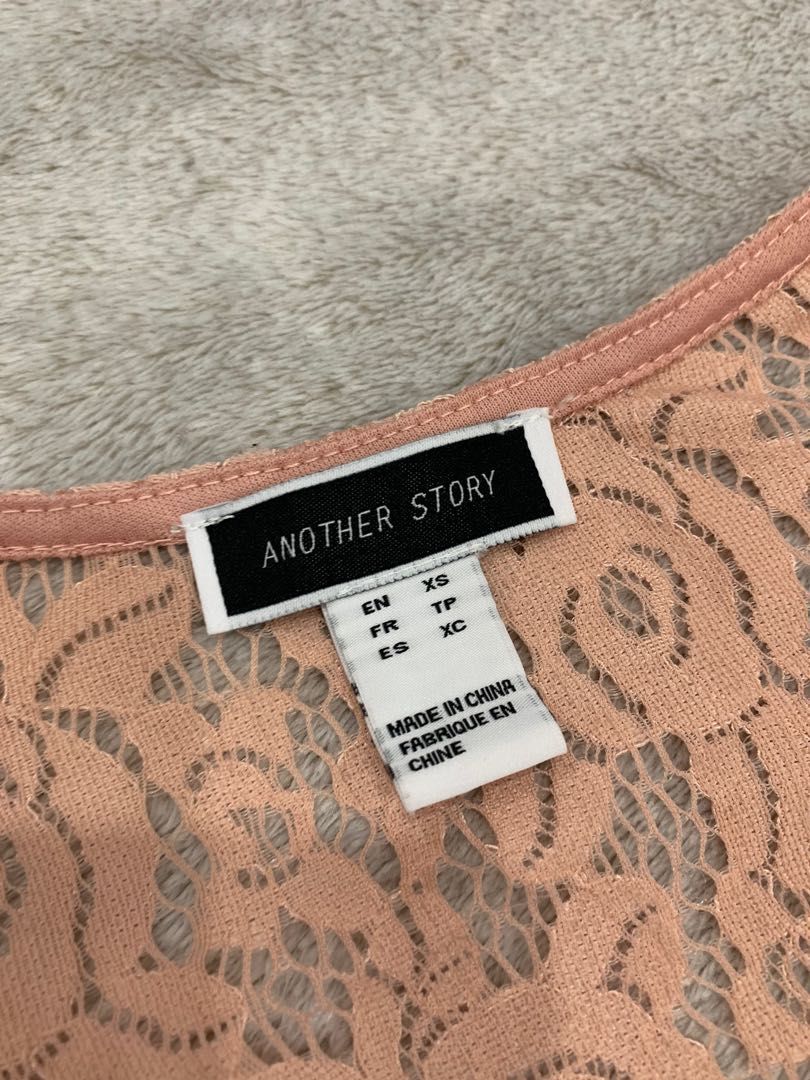 ANOTHER STORY
EN XS
FR TP
ES XC
MADE IN CHINA
FABRIQUE EN
CHINE